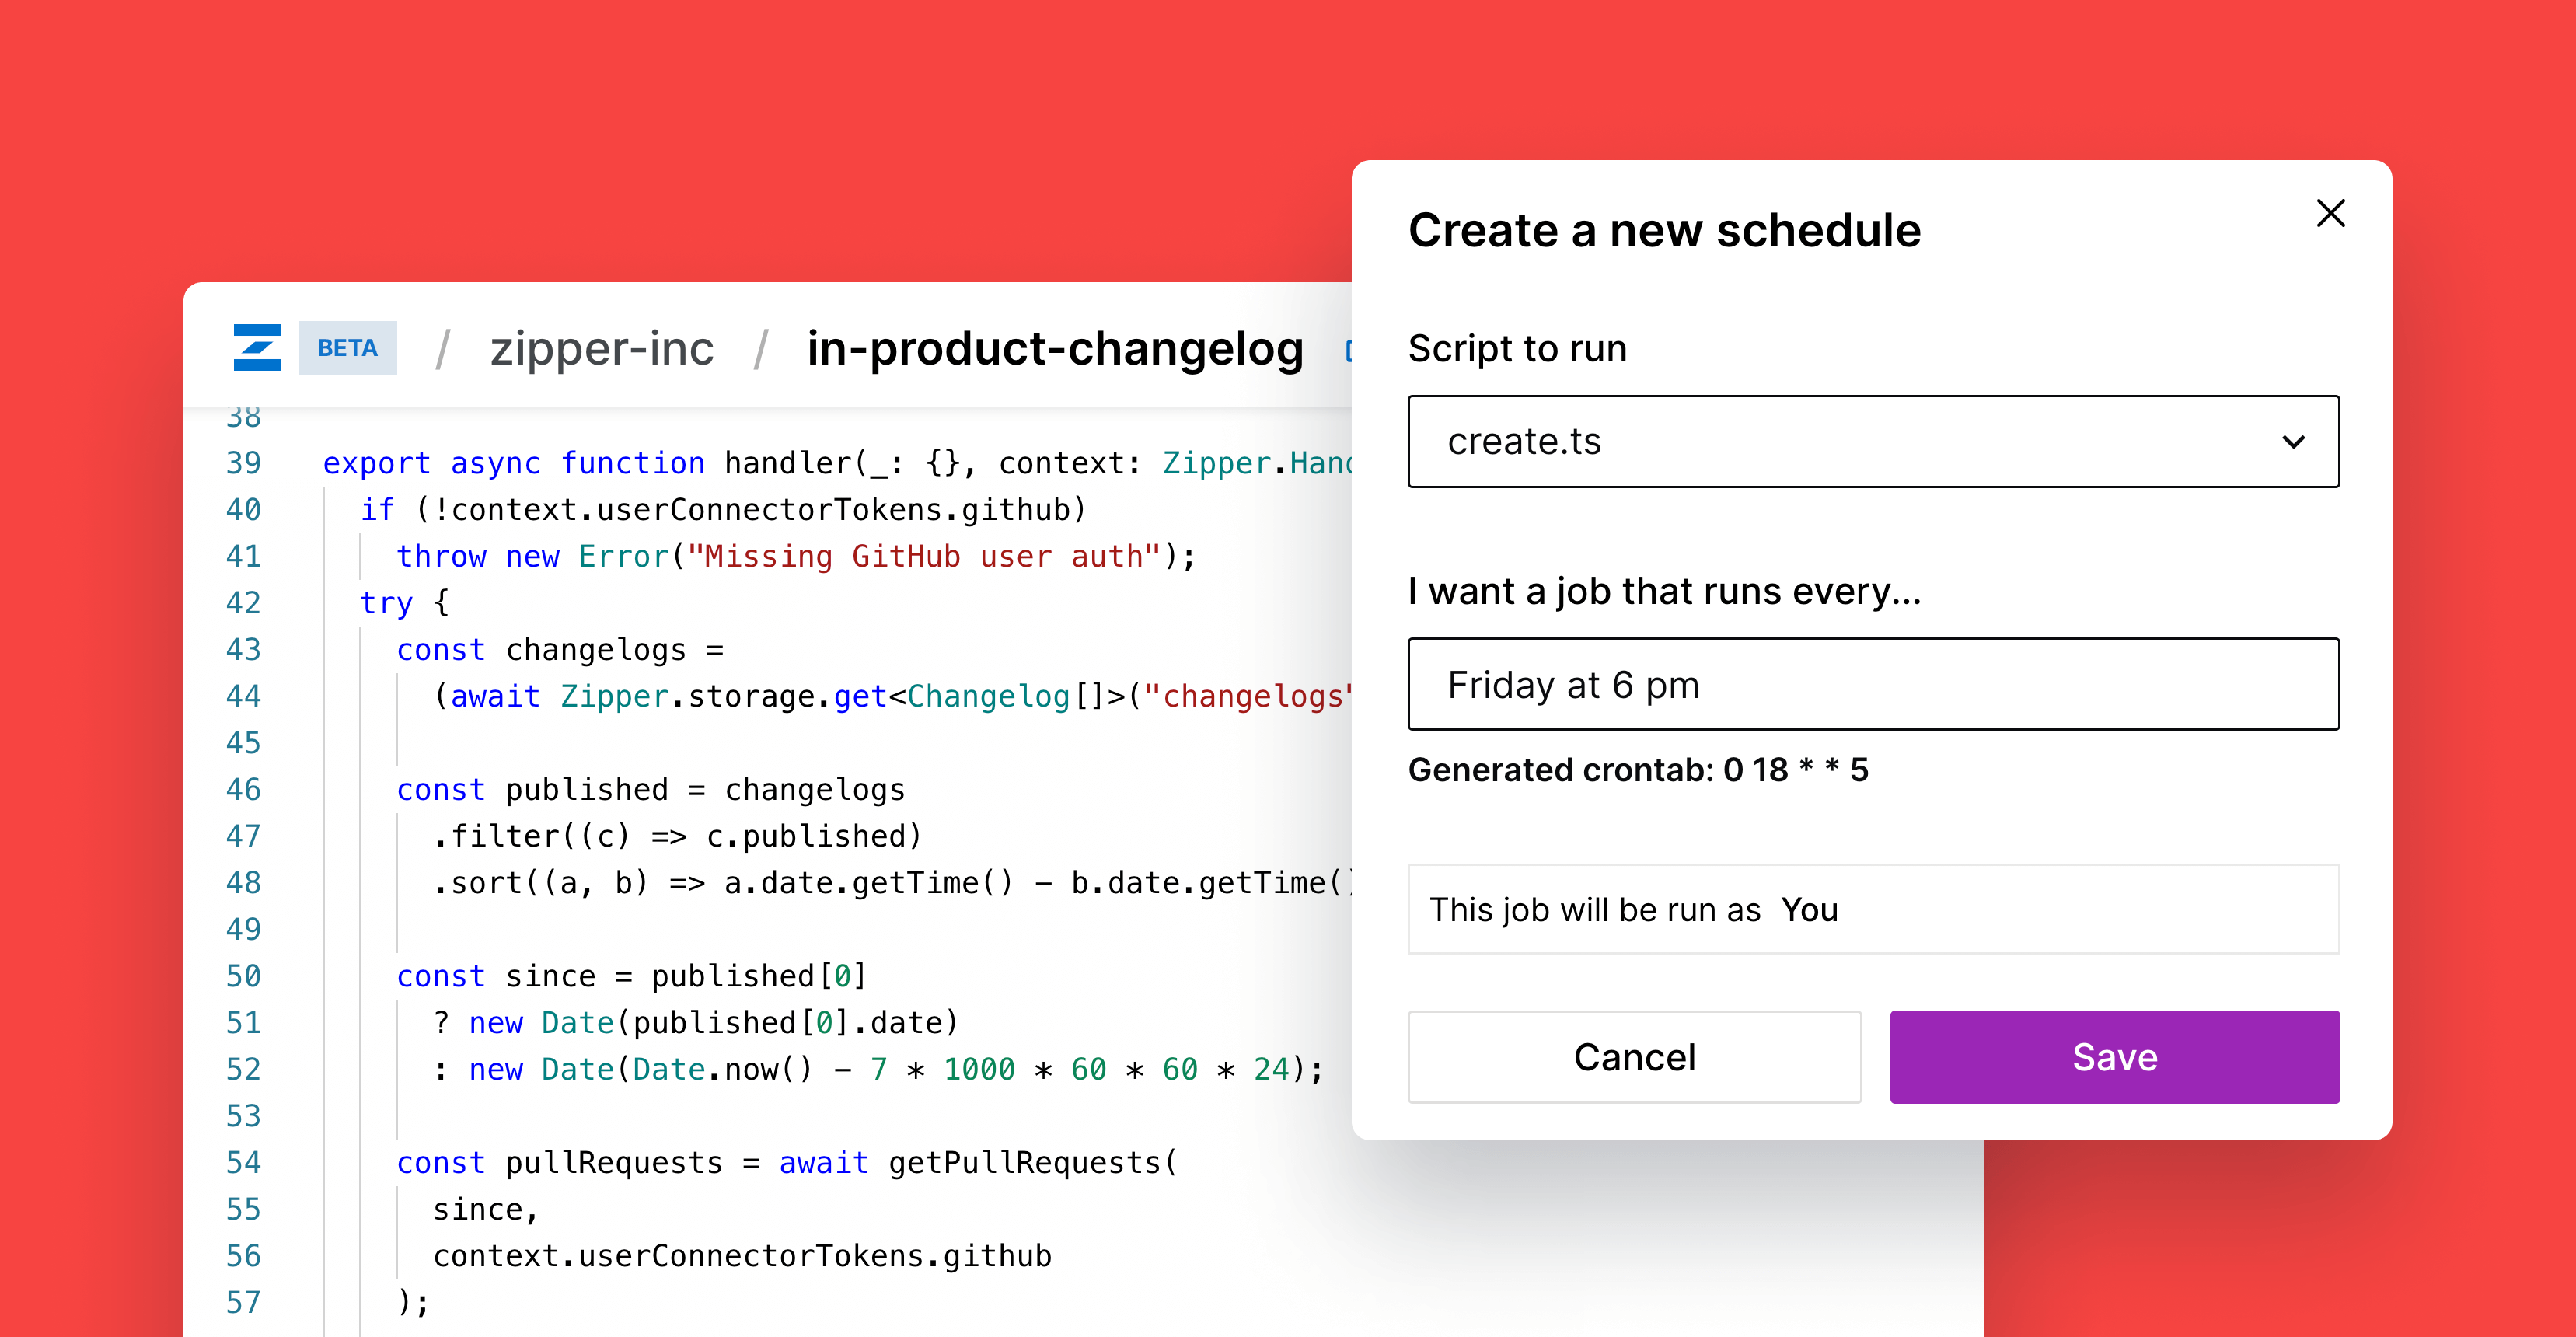 BETA / zipper-inc / in-product-changelog
38
39 export async function handler(_: {}, context: Zipper.Hand
40 if (!context.userConnectorTokens.github)
41 throw new Error("Missing GitHub user auth");
42 try {
43 const changelogs =
44 (await Zipper.storage.get<Changelog[]>("changelogs"
45
46 const published = changelogs
47 .filter((c) => c.published)
48 .sort((a, b) => a.date.getTime() - b.date.getTime()
49
50 const since = published[0]
51 ? new Date(published[0].date)
52 : new Date(Date.now() - 7 * 1000 * 60 * 60 * 24);
53
54 const pullRequests = await getPullRequests(
55 since,
56 context.userConnectorTokens.github
57 );
Create a new schedule
Script to run
create.ts
I want a job that runs every...
Friday at 6 pm
Generated crontab: 0 18 * * 5
This job will be run as You
Cancel
Save